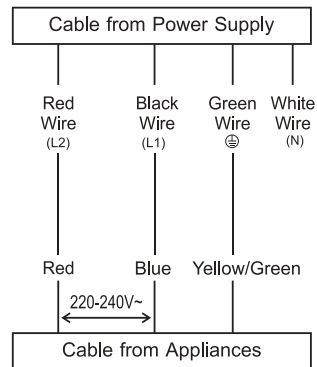 Cable from Power Supply
Red Black Green White
Wire Wire Wire Wire
(L2) (L1) (N)
Red Blue Yellow/Green
220-240V~
Cable from Appliances